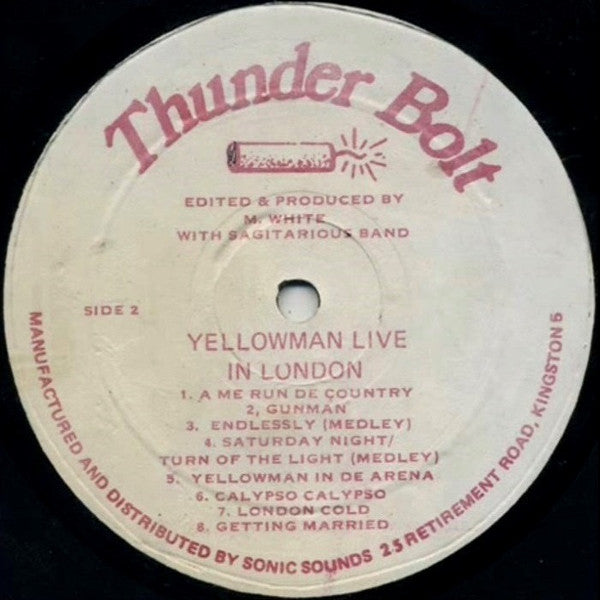 Thunder Bolt
EDITED & PRODUCED BY
M. WHITE
WITH SAGITARIOUS BAND
SIDE 2
YELLOWMAN LIVE
IN LONDON
1. A ME RUN DE COUNTRY
2, GUNMAN
3. ENDLESSLY (MEDLEY)
4. SATURDAY NIGHT/
TURN OF THE LIGHT (MEDLEY)
5. YELLOWMAN IN DE ARENA
6. CALYPSO CALYPSO
7. LONDON COLD
8. GETTING MARRIED
MANUFACTURED AND DISTRIBUTED BY SONIC SOUNDS 25 RETIREMENT ROAD, KINGSTON 5